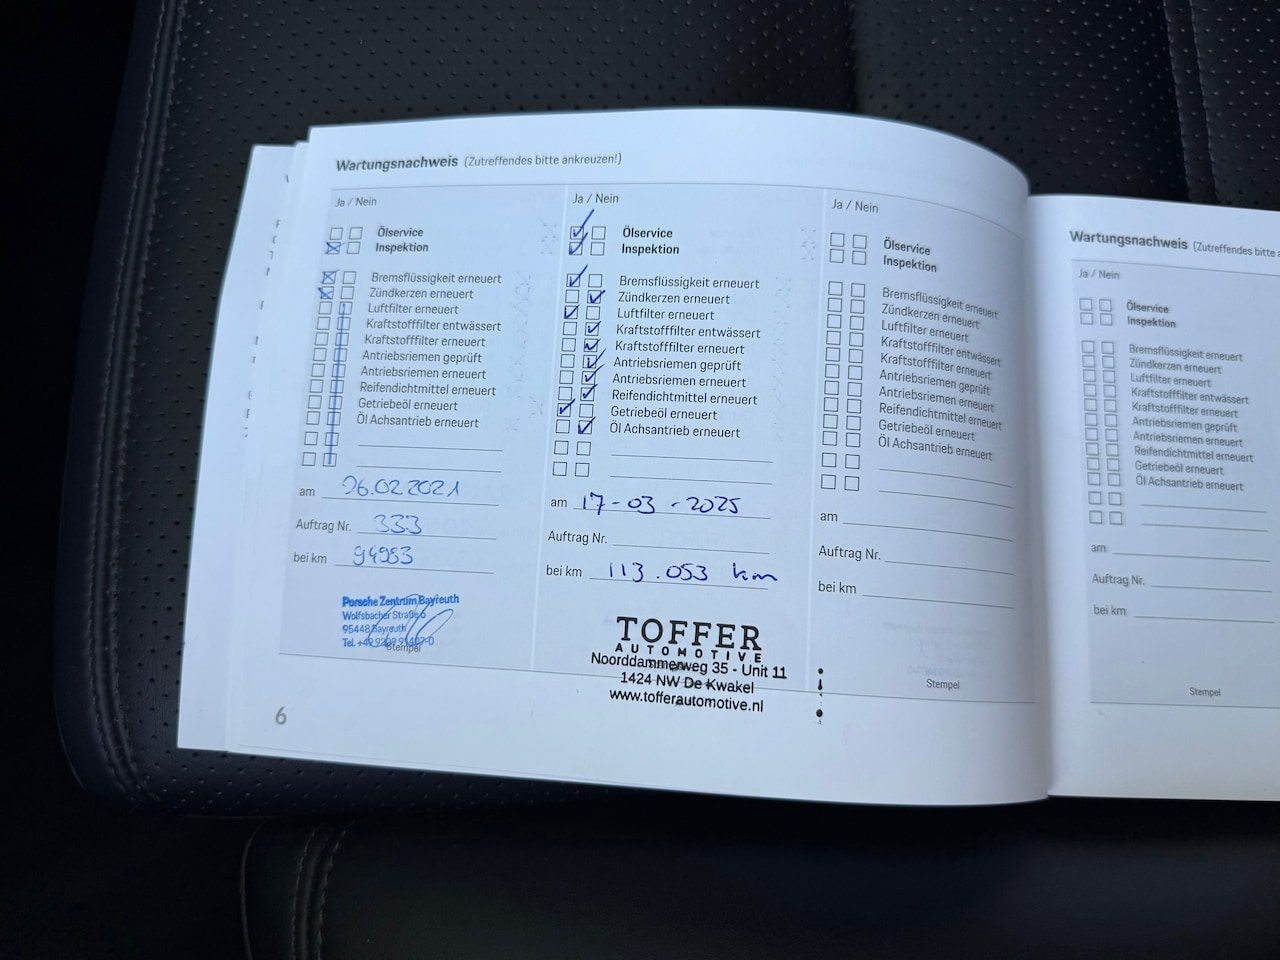 Wartungsnachweis (Zutreffendes bitte ankreuzen!)
Ja / Nein
Ölservice
Inspektion
Bremsflüssigkeit erneuert
Zündkerzen erneuert
Luftfilter erneuert
Kraftstofffilter entwässert
Kraftstofffilter erneuert
Antriebsriemen geprüft
Antriebsriemen erneuert
Reifendichtmittel erneuert
Getriebeöl erneuert
Öl Achsantrieb erneuert
am 26.02.2021
Auftrag Nr. 333
bei km 94953
Porsche Zentrum Bayreuth
Wolfsbacher Straße 6
95448 Bayreuth
Stempel
6
Ja / Nein
Ölservice
Inspektion
Bremsflüssigkeit erneuert
Zündkerzen erneuert
Luftfilter erneuert
Kraftstofffilter entwässert
Kraftstofffilter erneuert
Antriebsriemen geprüft
Antriebsriemen erneuert
Reifendichtmittel erneuert
Getriebeöl erneuert
Öl Achsantrieb erneuert
am 17-03-2025
Auftrag Nr.
bei km 113.053 km
TOFFER
AUTOMOTIVE
Noorddammerweg 35 - Unit 11
1424 NW De Kwakel
www.tofferautomotive.nl
Ja / Nein
Ölservice
Inspektion
Bremsflüssigkeit erneuert
Zündkerzen erneuert
Luftfilter erneuert
Kraftstofffilter entwässert
Kraftstofffilter erneuert
Antriebsriemen geprüft
Antriebsriemen erneuert
Reifendichtmittel erneuert
Getriebeöl erneuert
Öl Achsantrieb erneuert
am
Auftrag Nr.
bei km
Stempel
Wartungsnachweis (Zutreffendes bitte
Ja / Nein
Ölservice
Inspektion
Bremsflüssigkeit erneuert
Zündkerzen erneuert
Luftfilter erneuert
Kraftstofffilter entwässert
Kraftstofffilter erneuert
Antriebsriemen geprüft
Antriebsriemen erneuert
Reifendichtmittel erneuert
Getriebeöl erneuert
Öl Achsantrieb erneuert
am
Auftrag Nr.
bei km
Stempel